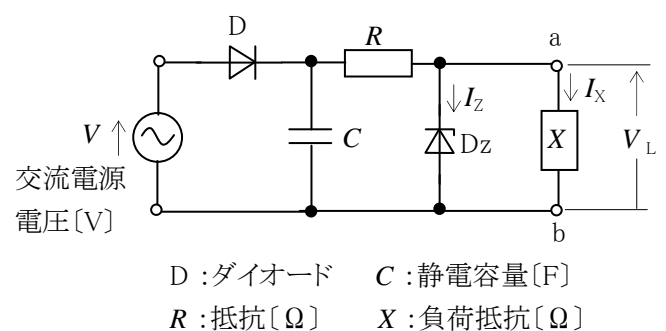 D
R
a
I_Z
I_X
V
C
Dz
X
V_L
交流電源
電圧〔V〕
b
D :ダイオード C :静電容量〔F〕
R :抵抗〔Ω〕 X :負荷抵抗〔Ω〕